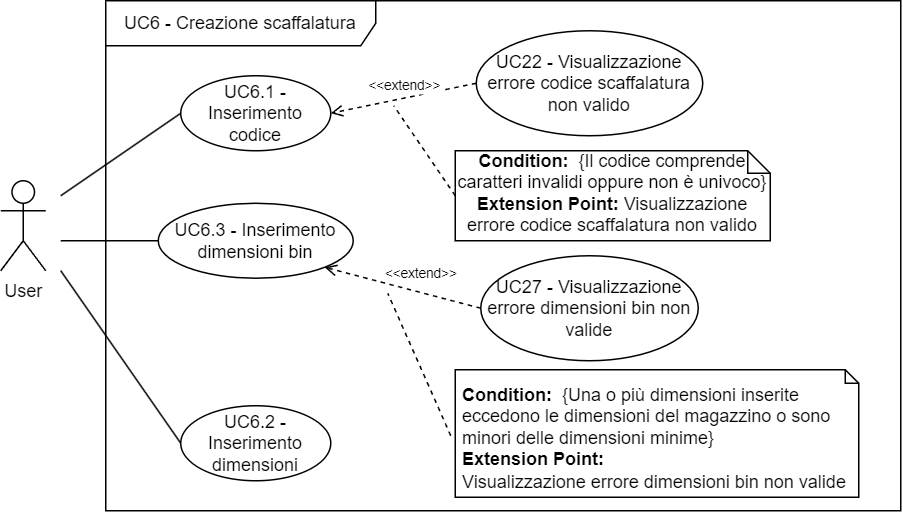 UC6 - Creazione scaffalatura
UC6.1 -
Inserimento
codice
<<extend>>
UC22 - Visualizzazione
errore codice scaffalatura
non valido
Condition: {Il codice comprende
caratteri invalidi oppure non è univoco}
Extension Point: Visualizzazione
errore codice scaffalatura non valido
User
UC6.3 - Inserimento
dimensioni bin
<<extend>>
UC27 - Visualizzazione
errore dimensioni bin non
valide
Condition: {Una o più dimensioni inserite
eccedono le dimensioni del magazzino o sono
minori delle dimensioni minime}
Extension Point:
Visualizzazione errore dimensioni bin non valide
UC6.2 -
Inserimento
dimensioni